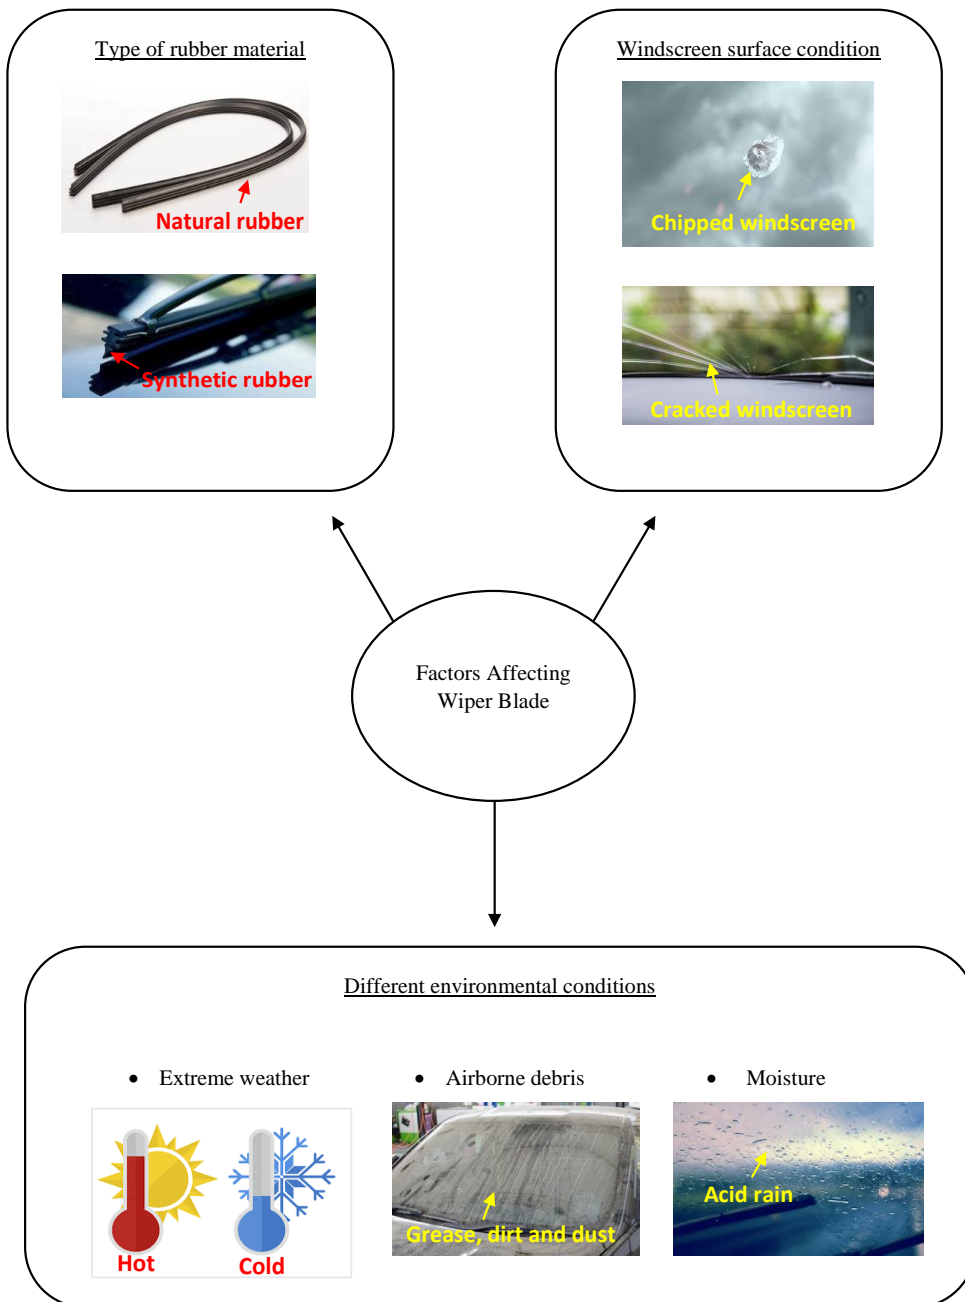 Type of rubber material
Natural rubber
Synthetic rubber
Windscreen surface condition
Chipped windscreen
Cracked windscreen
Factors Affecting
Wiper Blade
Different environmental conditions
• Extreme weather
• Airborne debris
• Moisture
Hot
Cold
Grease, dirt and dust
Acid rain